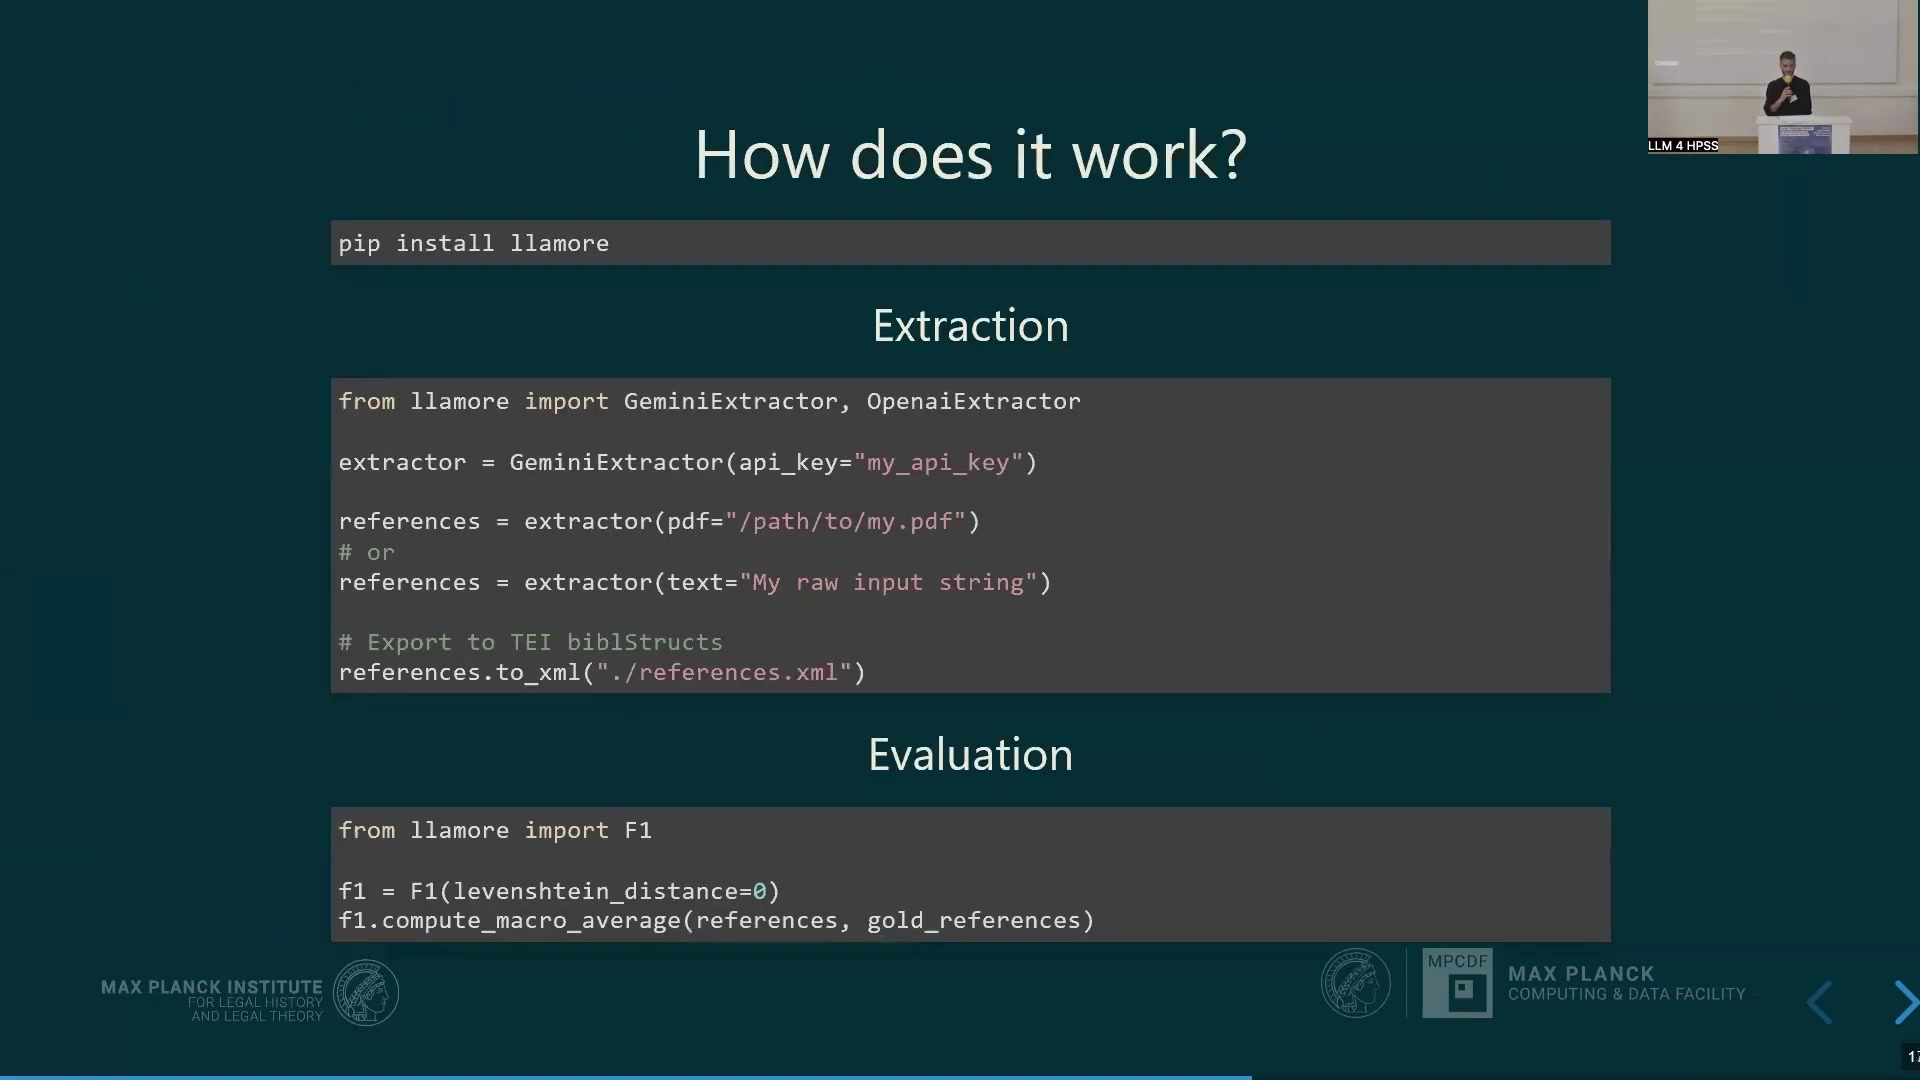 LLM 4 HPSS
How does it work?
pip install llamore
Extraction
from llamore import GeminiExtractor, OpenaiExtractor
extractor = GeminiExtractor(api_key="my_api_key")
references = extractor(pdf="/path/to/my.pdf")
# or
references = extractor(text="My raw input string")
# Export to TEI biblStructs
references.to_xml("./references.xml")
Evaluation
from llamore import F1
f1 = F1(levenshtein_distance=0)
f1.compute_macro_average(references, gold_references)
MAX PLANCK INSTITUTE
FOR LEGAL HISTORY
AND LEGAL THEORY
MPCDF
MAX PLANCK
COMPUTING & DATA FACILITY
17